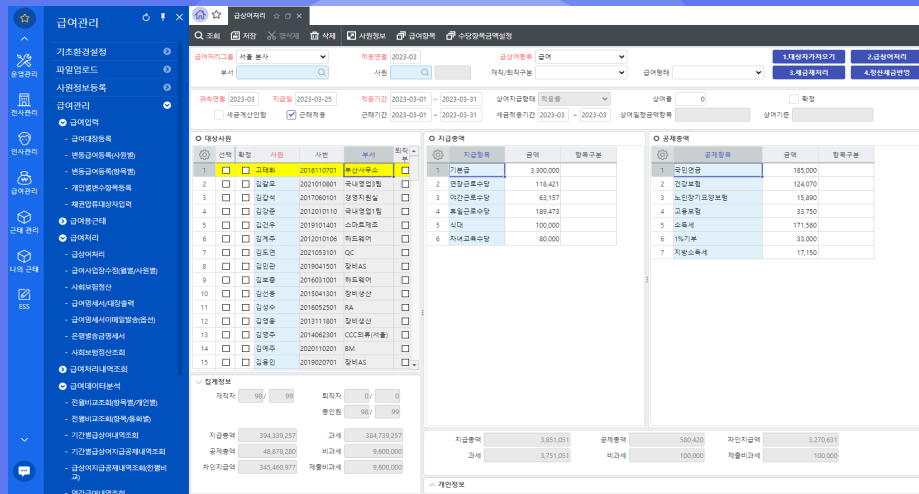 급여관리
급상여처리
조회 저장 행삭제 삭제 사원정보 급여항목 수당항목금액설정
운영관리
전사관리
인사관리
급여관리
근태 관리
나의 근태
ESS
기초환경설정
파일업로드
사원정보등록
급여관리
급여입력
- 급여대장등록
- 변동급여등록(사원별)
- 변동급여등록(항목별)
- 개인별변수항목등록
- 채권압류대상자입력
급여용근태
급여처리
- 급상여처리
- 급여사업장수정(월별/사원별)
- 사회보험정산
- 급여명세서/대장출력
- 급여명세서이메일발송(옵션)
- 은행별송금명세서
- 사회보험정산조회
급여처리내역조회
급여데이터분석
- 전월비교조회(항목별/개인별)
- 전월비교조회(항목/통화별)
- 기간별급상여내역조회
- 기간별급상여지급공제내역조회
- 급상여지급공제내역조회(전월비교)
- 연간급여내역조회
급여처리그룹 서울 본사 적용연월 2023-03 급상여종류 급여 1.대상자가져오기 2.급상여처리
부서 사원 재직/퇴직구분 급여형태 3.세금재처리 4.정산세금반영
귀속연월 2023-03 지급일 2023-03-25 적용기간 2023-03-01 ~ 2023-03-31 상여지급형태 적용율 상여율 0 확정
세금계산안함 근태적용 근태기간 2023-03-01 ~ 2023-03-31 세금적용기간 2023-03 ~ 2023-03 상여일정금액항목 상여기준
대상사원
선택 확정 사원 사번 부서 퇴직부
1 고태화 2016110701 부산사무소
2 김갑모 2021010801 국내영업3팀
3 김강석 2017060101 경영지원실
4 김강준 2012010110 국내영업1팀
5 김건우 2019101401 스마트제조
6 김계주 2012010106 하드웨어
7 김도연 2021053101 QC
8 김민관 2019041501 장비AS
9 김보중 2016031001 하드웨어
10 김선용 2015041301 장비생산
11 김성수 2016052501 RA
12 김영웅 2013111801 장비생산
13 김영주 2014062301 CCC의류(서울)
14 김예주 2020110201 BM
15 김용인 2019020701 장비AS
지급총액
지급항목 금액 항목구분
1 기본급 3,300,000
2 연장근로수당 118,421
3 야간근로수당 63,157
4 휴일근로수당 189,473
5 식대 100,000
6 자녀교육수당 80,000
공제총액
공제항목 금액 항목구분
1 국민연금 185,000
2 건강보험 124,070
3 노인장기요양보험 15,890
4 고용보험 33,750
5 소득세 171,560
6 1%기부 33,000
7 지방소득세 17,150
집계정보
재직자 98/ 99 퇴직자 0/ 0
총인원 98/ 99
지급총액 394,339,257 과세 384,739,257
공제총액 48,878,280 비과세 9,600,000
차인지급액 345,460,977 제출비과세 9,600,000
지급총액 3,851,051 공제총액 580,420 차인지급액 3,270,631
과세 3,751,051 비과세 100,000 제출비과세 100,000
개인정보